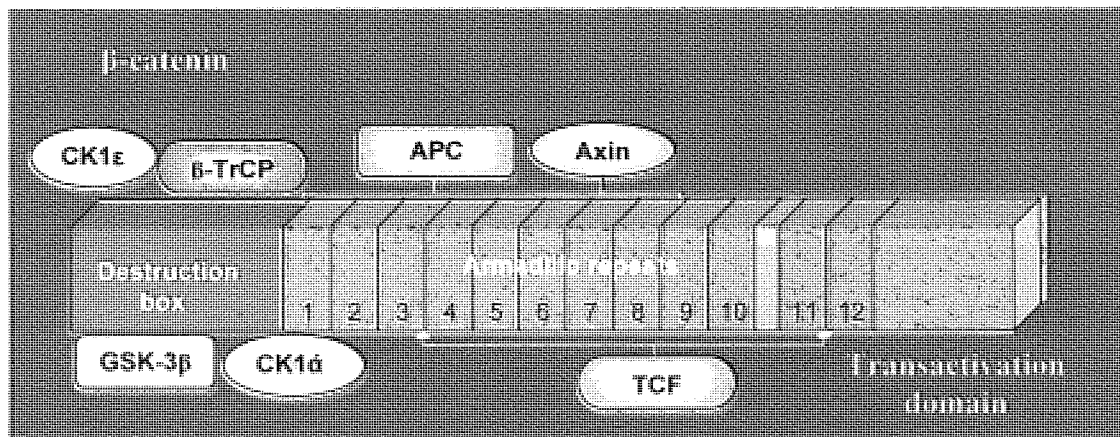 β-catenin
CK1ε
β-TrCP
APC
Axin
Destruction
box
Armadillo repeats
1 2 3 4 5 6 7 8 9 10 11 12
GSK-3β
CK1ά
TCF
Transactivation
domain